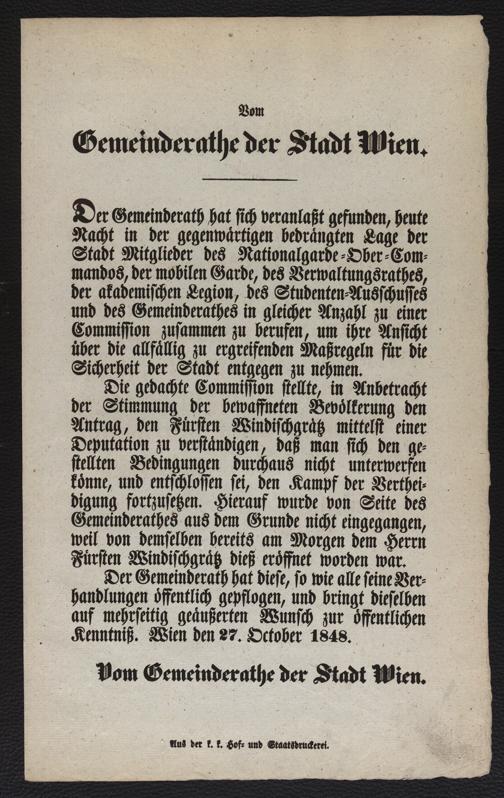 Vom
Gemeinderathe der Stadt Wien.
Der Gemeinderath hat sich veranlaßt gefunden, heute
Nacht in der gegenwärtigen bedrängten Lage der
Stadt Mitglieder des Nationalgarde-Ober-Com-
mandos, der mobilen Garde, des Verwaltungsrathes,
der akademischen Legion, des Studenten-Ausschusses
und des Gemeinderathes in gleicher Anzahl zu einer
Commission zusammen zu berufen, um ihre Ansicht
über die allfällig zu ergreifenden Maßregeln für die
Sicherheit der Stadt entgegen zu nehmen.
Die gedachte Commission stellte, in Anbetracht
der Stimmung der bewaffneten Bevölkerung den
Antrag, den Fürsten Windischgrätz mittelst einer
Deputation zu verständigen, daß man sich den ge-
stellten Bedingungen durchaus nicht unterwerfen
könne, und entschlossen sei, den Kampf der Verthei-
digung fortzusetzen. Hierauf wurde von Seite des
Gemeinderathes aus dem Grunde nicht eingegangen,
weil von demselben bereits am Morgen dem Herrn
Fürsten Windischgrätz dieß eröffnet worden war.
Der Gemeinderath hat diese, so wie alle seine Ver-
handlungen öffentlich gepflogen, und bringt dieselben
auf mehrseitig geäußerten Wunsch zur öffentlichen
Kenntniß. Wien den 27. October 1848.
Vom Gemeinderathe der Stadt Wien.
Aus der k. k. Hof- und Staatsdruckerei.